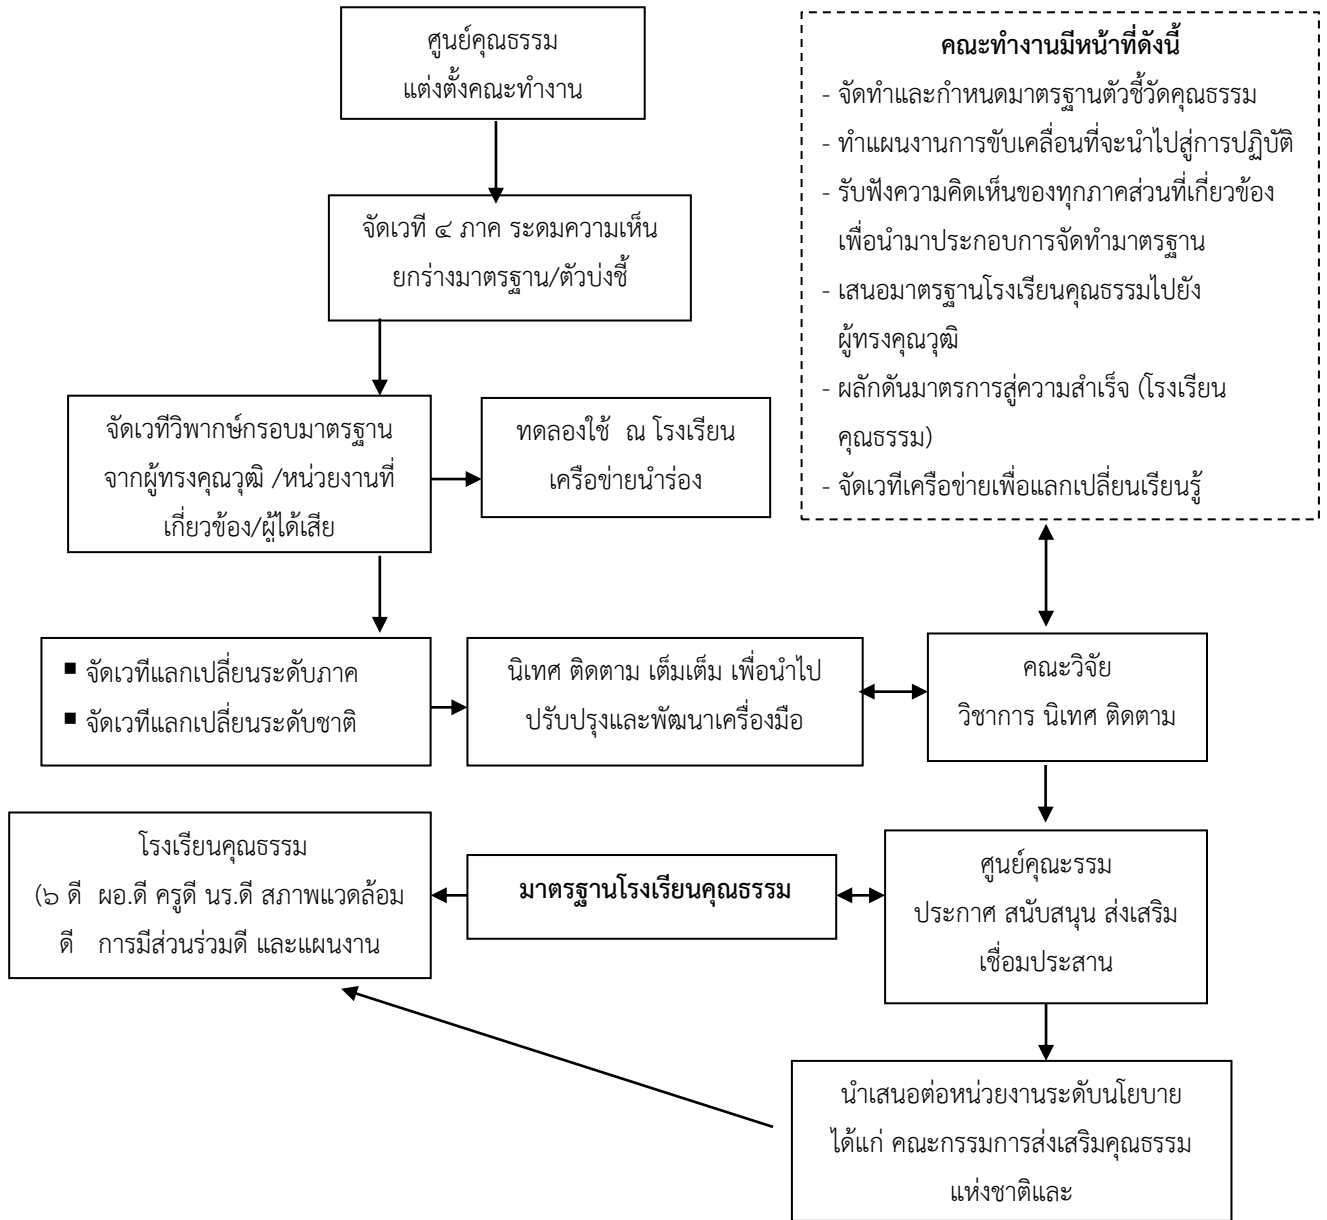 ศูนย์คุณธรรม
แต่งตั้งคณะทำงาน
จัดเวที ๔ ภาค ระดมความเห็น
ยกร่างมาตรฐาน/ตัวบ่งชี้
จัดเวทีวิพากษ์กรอบมาตรฐาน
จากผู้ทรงคุณวุฒิ /หน่วยงานที่
เกี่ยวข้อง/ผู้ได้เสีย
ทดลองใช้ ณ โรงเรียน
เครือข่ายนำร่อง
คณะทำงานมีหน้าที่ดังนี้
- จัดทำและกำหนดมาตรฐานตัวชี้วัดคุณธรรม
- ทำแผนงานการขับเคลื่อนที่จะนำไปสู่การปฏิบัติ
- รับฟังความคิดเห็นของทุกภาคส่วนที่เกี่ยวข้อง
เพื่อนำมาประกอบการจัดทำมาตรฐาน
- เสนอมาตรฐานโรงเรียนคุณธรรมไปยัง
ผู้ทรงคุณวุฒิ
- ผลักดันมาตรการสู่ความสำเร็จ (โรงเรียน
คุณธรรม)
- จัดเวทีเครือข่ายเพื่อแลกเปลี่ยนเรียนรู้
▪ จัดเวทีแลกเปลี่ยนระดับภาค
▪ จัดเวทีแลกเปลี่ยนระดับชาติ
นิเทศ ติดตาม เต็มเต็ม เพื่อนำไป
ปรับปรุงและพัฒนาเครื่องมือ
คณะวิจัย
วิชาการ นิเทศ ติดตาม
โรงเรียนคุณธรรม
(๖ ดี ผอ.ดี ครูดี นร.ดี สภาพแวดล้อม
ดี การมีส่วนร่วมดี และแผนงาน
มาตรฐานโรงเรียนคุณธรรม
ศูนย์คุณะรรม
ประกาศ สนับสนุน ส่งเสริม
เชื่อมประสาน
นำเสนอต่อหน่วยงานระดับนโยบาย
ได้แก่ คณะกรรมการส่งเสริมคุณธรรม
แห่งชาติและ